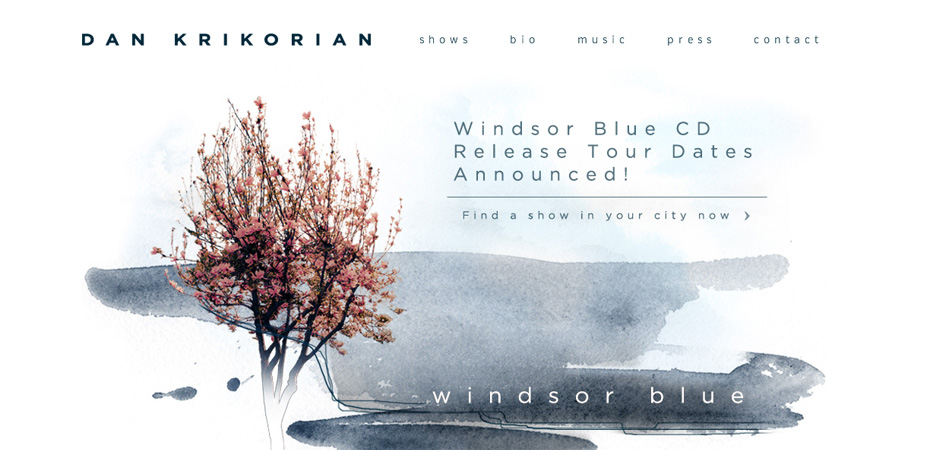 DAN KRIKORIAN
shows bio music press contact
Windsor Blue CD
Release Tour Dates
Announced!
Find a show in your city now ›
windsor blue